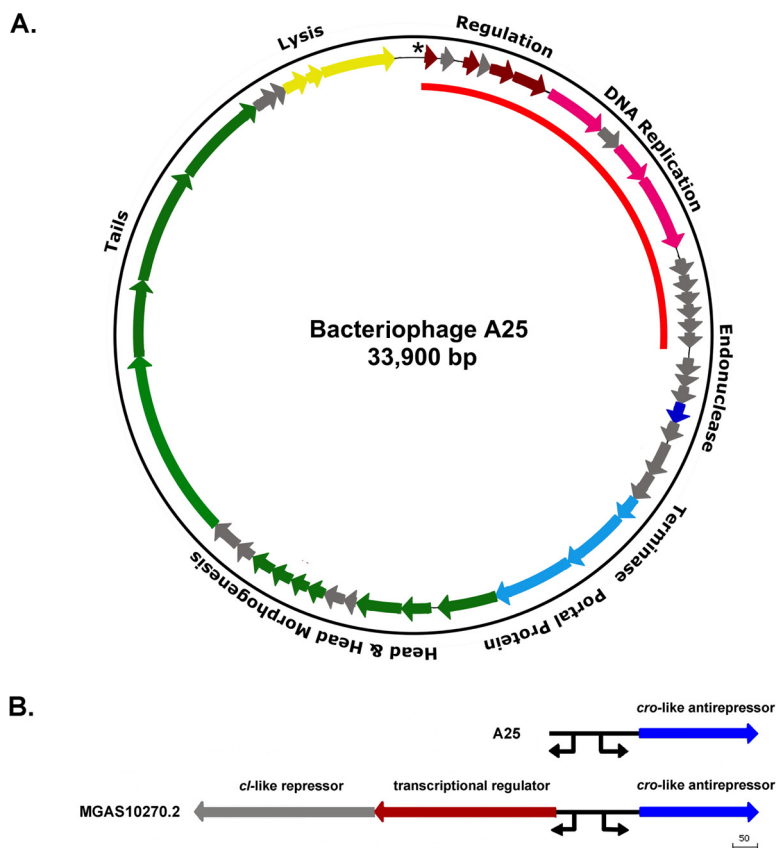 A.
Lysis
*
Regulation
DNA Replication
Tails
Bacteriophage A25
33,900 bp
Endonuclease
Terminase
Portal Protein
Head & Head Morphogenesis
B.
cro-like antirepressor
A25
cI-like repressor
transcriptional regulator
cro-like antirepressor
MGAS10270.2
50